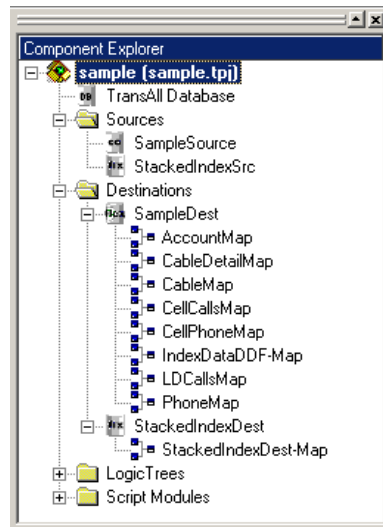 Component Explorer
sample (sample.tpj)
TransAll Database
Sources
SampleSource
StackedIndexSrc
Destinations
SampleDest
AccountMap
CableDetailMap
CableMap
CellCallsMap
CellPhoneMap
IndexDataDDF-Map
LDCallsMap
PhoneMap
StackedIndexDest
StackedIndexDest-Map
LogicTrees
Script Modules